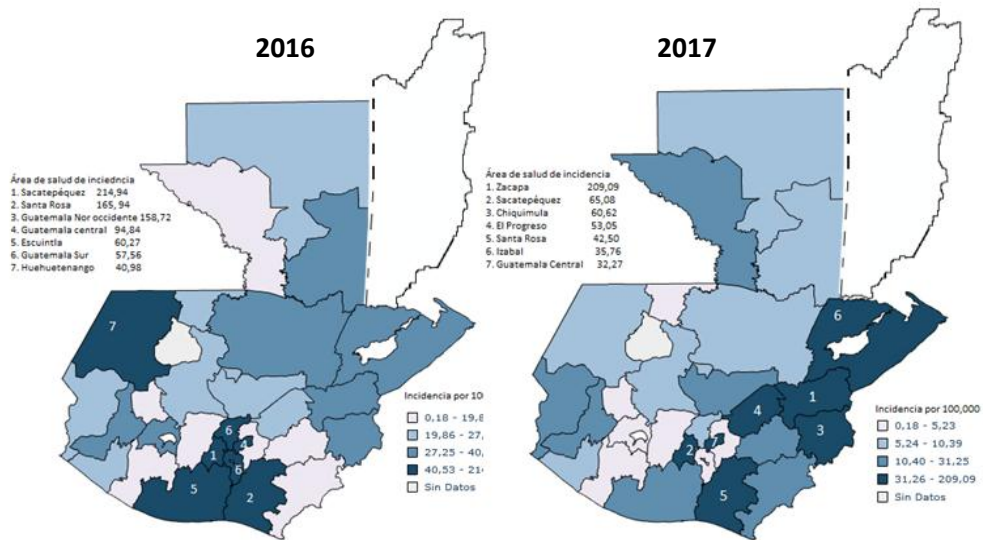 2016
2017
Área de salud de inciedncia
1. Sacatepéquez 214,94
2. Santa Rosa 165,94
3. Guatemala Nor occidente 158,72
4. Guatemala central 94,84
5. Escuintla 60,27
6. Guatemala Sur 57,56
7. Huehuetenango 40,98
7
6
4
1
6
5
2
Incidencia por 10
0,18 - 19,8
19,86 - 27,
27,25 - 40,
40,53 - 21
Sin Datos
Área de salud de incidencia
1. Zacapa 209,09
2. Sacatepéquez 65,08
3. Chiquimula 60,62
4. El Progreso 53,05
5. Santa Rosa 42,50
6. Izabal 35,76
7. Guatemala Central 32,27
6
1
4
3
2
7
5
Incidencia por 100,000
0,18 - 5,23
5,24 - 10,39
10,40 - 31,25
31,26 - 209,09
Sin Datos